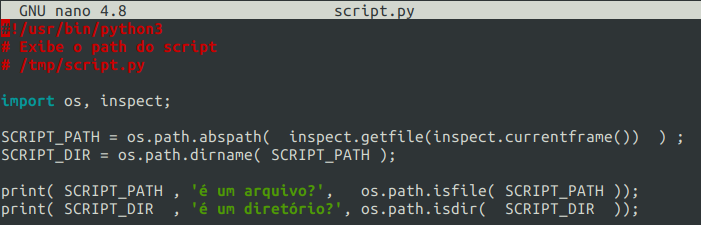 GNU nano 4.8 script.py
#!/usr/bin/python3
# Exibe o path do script
# /tmp/script.py
import os, inspect;
SCRIPT_PATH = os.path.abspath(  inspect.getfile(inspect.currentframe())  ) ;
SCRIPT_DIR = os.path.dirname( SCRIPT_PATH );
print( SCRIPT_PATH , 'é um arquivo?',   os.path.isfile( SCRIPT_PATH ));
print( SCRIPT_DIR  , 'é um diretório?', os.path.isdir(  SCRIPT_DIR  ));